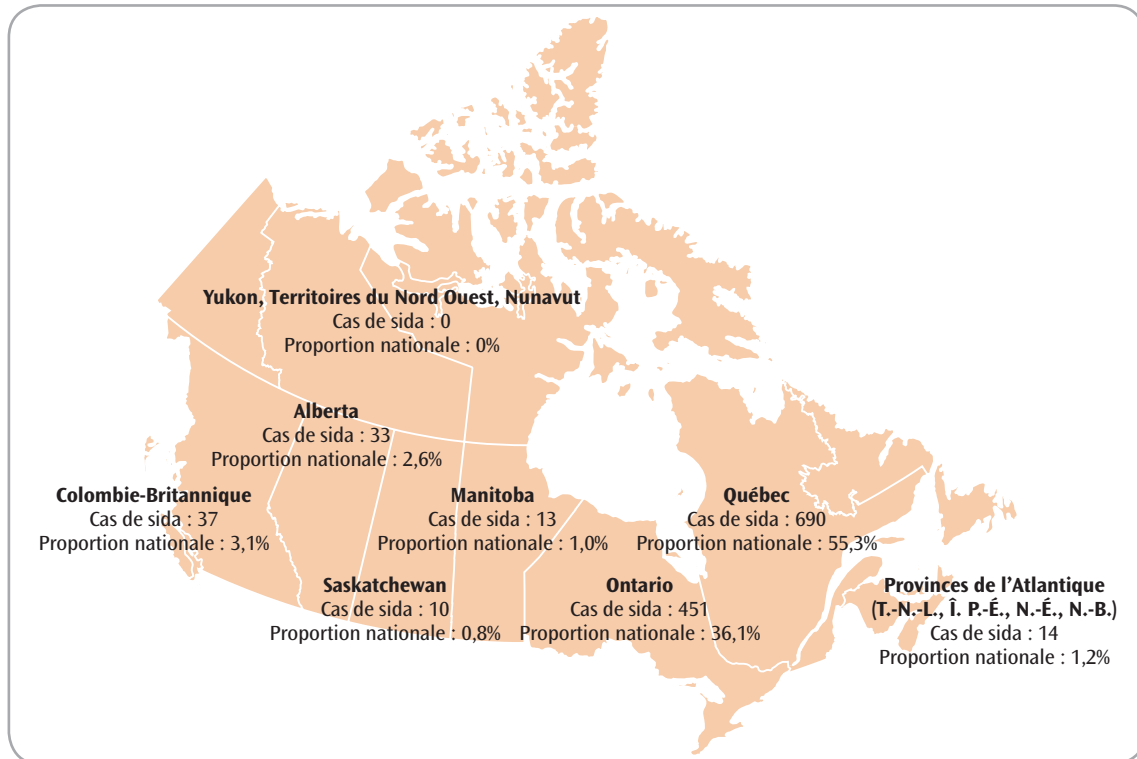 Yukon, Territoires du Nord Ouest, Nunavut
Cas de sida : 0
Proportion nationale : 0%
Alberta
Cas de sida : 33
Proportion nationale : 2,6%
Colombie-Britannique
Cas de sida : 37
Proportion nationale : 3,1%
Manitoba
Cas de sida : 13
Proportion nationale : 1,0%
Québec
Cas de sida : 690
Proportion nationale : 55,3%
Saskatchewan
Cas de sida : 10
Proportion nationale : 0,8%
Ontario
Cas de sida : 451
Proportion nationale : 36,1%
Provinces de l'Atlantique
(T.-N.-L., Î. P.-É., N.-É., N.-B.)
Cas de sida : 14
Proportion nationale : 1,2%